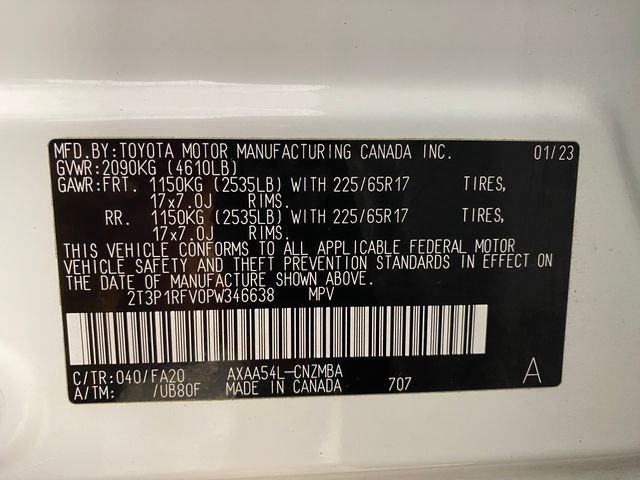 MFD.BY:TOYOTA MOTOR MANUFACTURING CANADA INC. 01/23
GVWR:2090KG (4610LB)
GAWR:FRT. 1150KG (2535LB) WITH 225/65R17 TIRES,
17x7.0J RIMS.
RR. 1150KG (2535LB) WITH 225/65R17 TIRES,
17x7.0J RIMS.
THIS VEHICLE CONFORMS TO ALL APPLICABLE FEDERAL MOTOR
VEHICLE SAFETY AND THEFT PREVENTION STANDARDS IN EFFECT ON
THE DATE OF MANUFACTURE SHOWN ABOVE.
2T3P1RFV0PW346638 MPV
C/TR:040/FA20 AXAA54L-CNZMBA
A/TM: /UB80F MADE IN CANADA 707 A